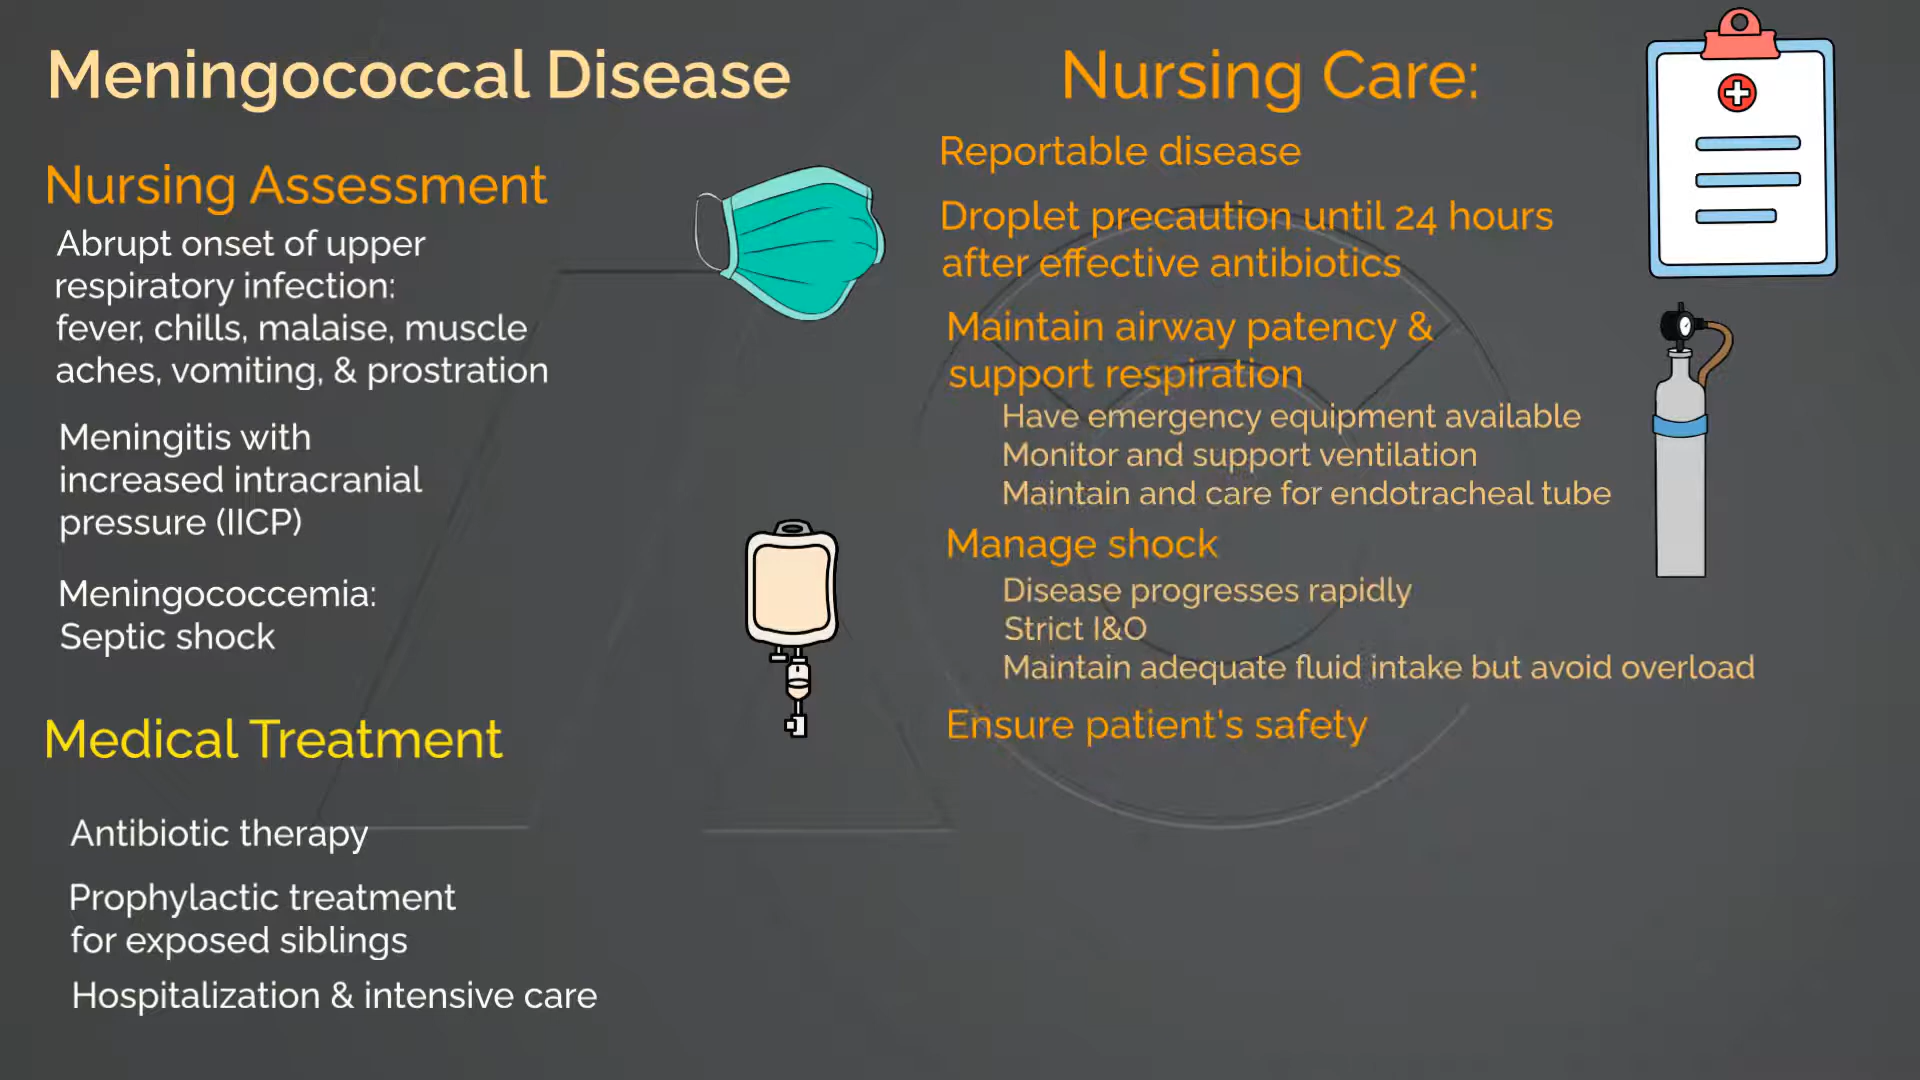 Meningococcal Disease
Nursing Assessment
Abrupt onset of upper
respiratory infection:
fever, chills, malaise, muscle
aches, vomiting, & prostration
Meningitis with
increased intracranial
pressure (IICP)
Meningococcemia:
Septic shock
Medical Treatment
Antibiotic therapy
Prophylactic treatment
for exposed siblings
Hospitalization & intensive care
Nursing Care:
Reportable disease
Droplet precaution until 24 hours
after effective antibiotics
Maintain airway patency &
support respiration
Have emergency equipment available
Monitor and support ventilation
Maintain and care for endotracheal tube
Manage shock
Disease progresses rapidly
Strict I&O
Maintain adequate fluid intake but avoid overload
Ensure patient's safety